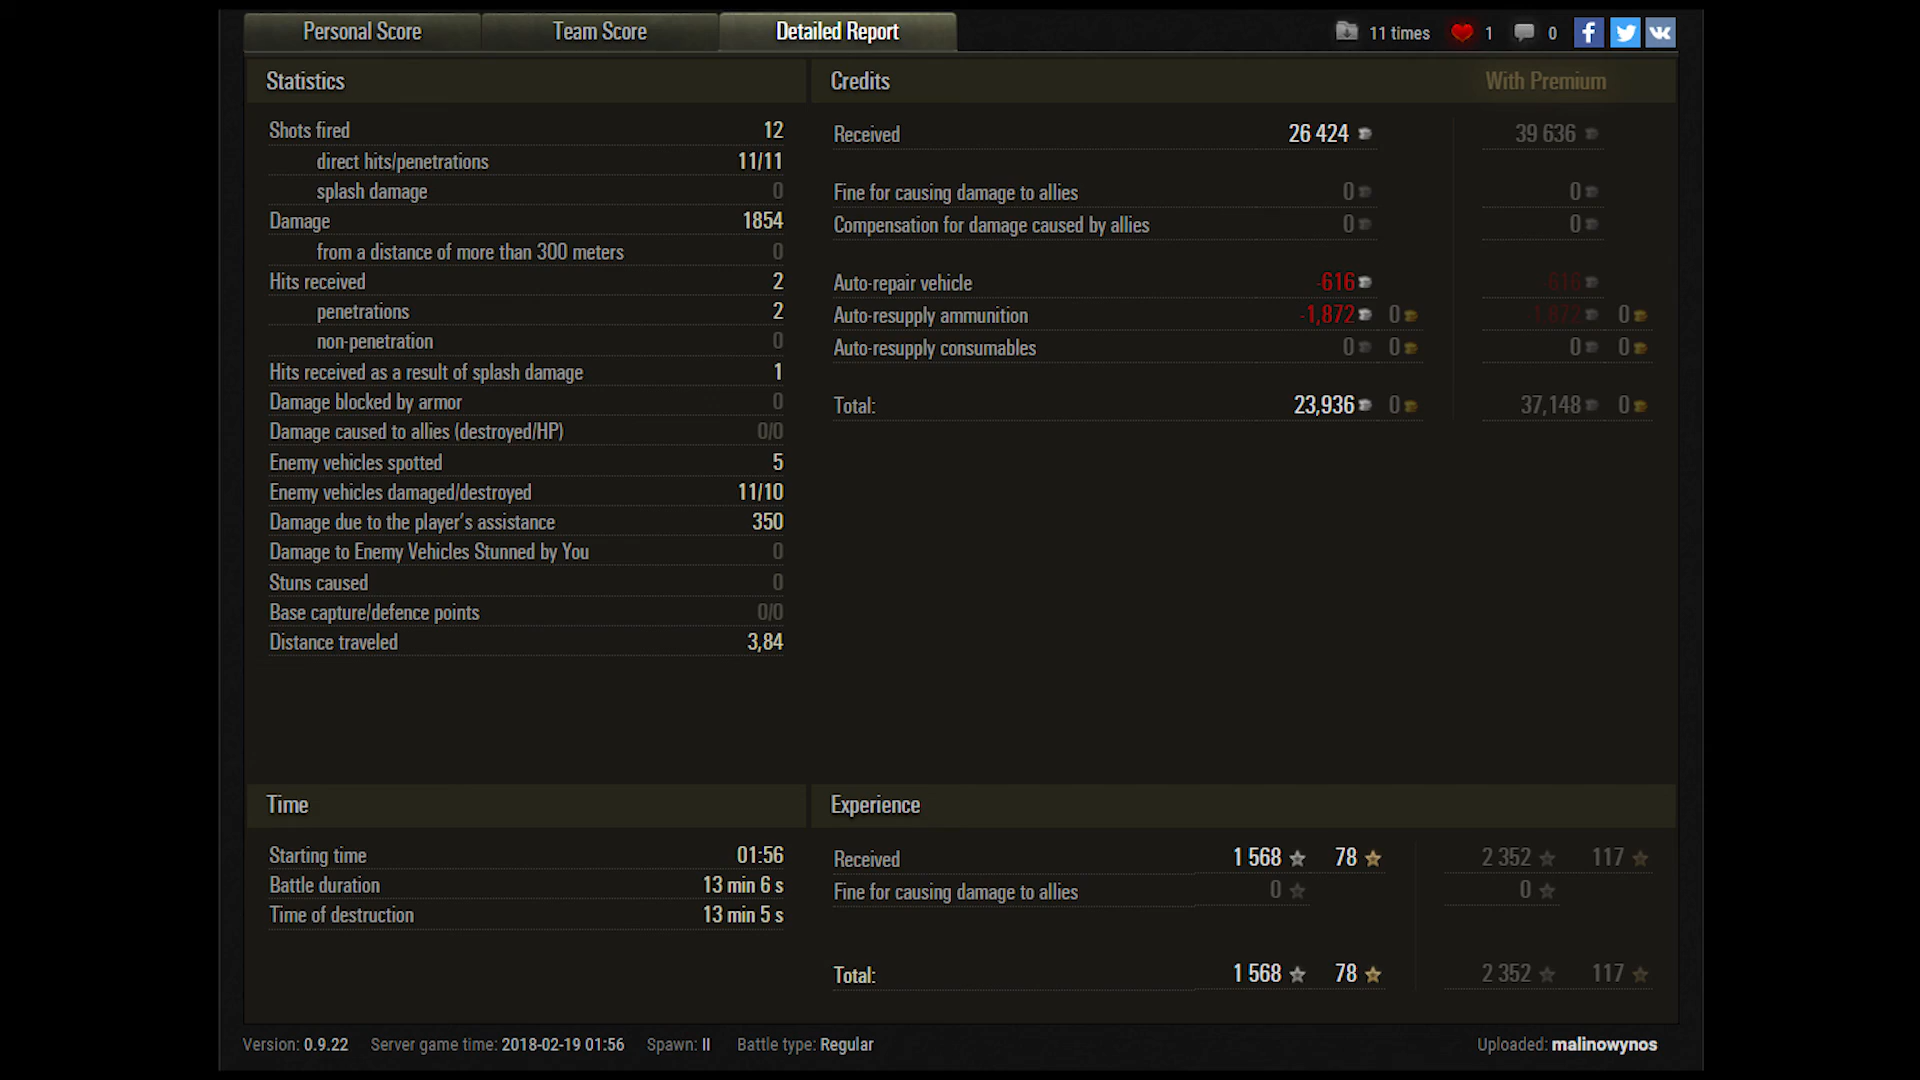 Personal Score Team Score Detailed Report 11 times 1 0
Statistics
Shots fired 12
direct hits/penetrations 11/11
splash damage 0
Damage 1854
from a distance of more than 300 meters 0
Hits received 2
penetrations 2
non-penetration 0
Hits received as a result of splash damage 1
Damage blocked by armor 0
Damage caused to allies (destroyed/HP) 0/0
Enemy vehicles spotted 5
Enemy vehicles damaged/destroyed 11/10
Damage due to the player's assistance 350
Damage to Enemy Vehicles Stunned by You 0
Stuns caused 0
Base capture/defence points 0/0
Distance traveled 3,84
Credits With Premium
Received 26 424 39 636
Fine for causing damage to allies 0 0
Compensation for damage caused by allies 0 0
Auto-repair vehicle -616 -616
Auto-resupply ammunition -1,872 0 -1,872 0
Auto-resupply consumables 0 0 0 0
Total: 23,936 0 37,148 0
Time
Starting time 01:56
Battle duration 13 min 6 s
Time of destruction 13 min 5 s
Experience
Received 1 568 78 2 352 117
Fine for causing damage to allies 0 0
Total: 1 568 78 2 352 117
Version: 0.9.22 Server game time: 2018-02-19 01:56 Spawn: II Battle type: Regular Uploaded: malinowynos